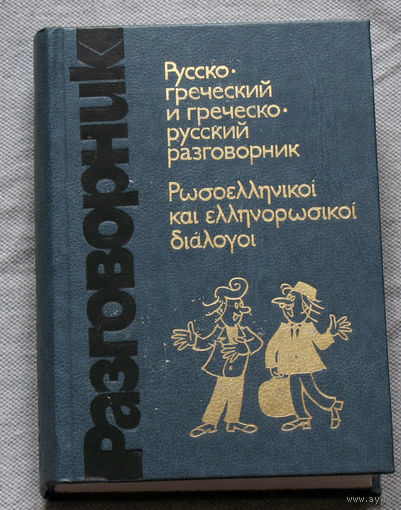 Разговорник
Русско-
греческий
и греческо-
русский
разговорник
Ρωσοελληνικοί
και ελληνορωσικοί
διάλογοι